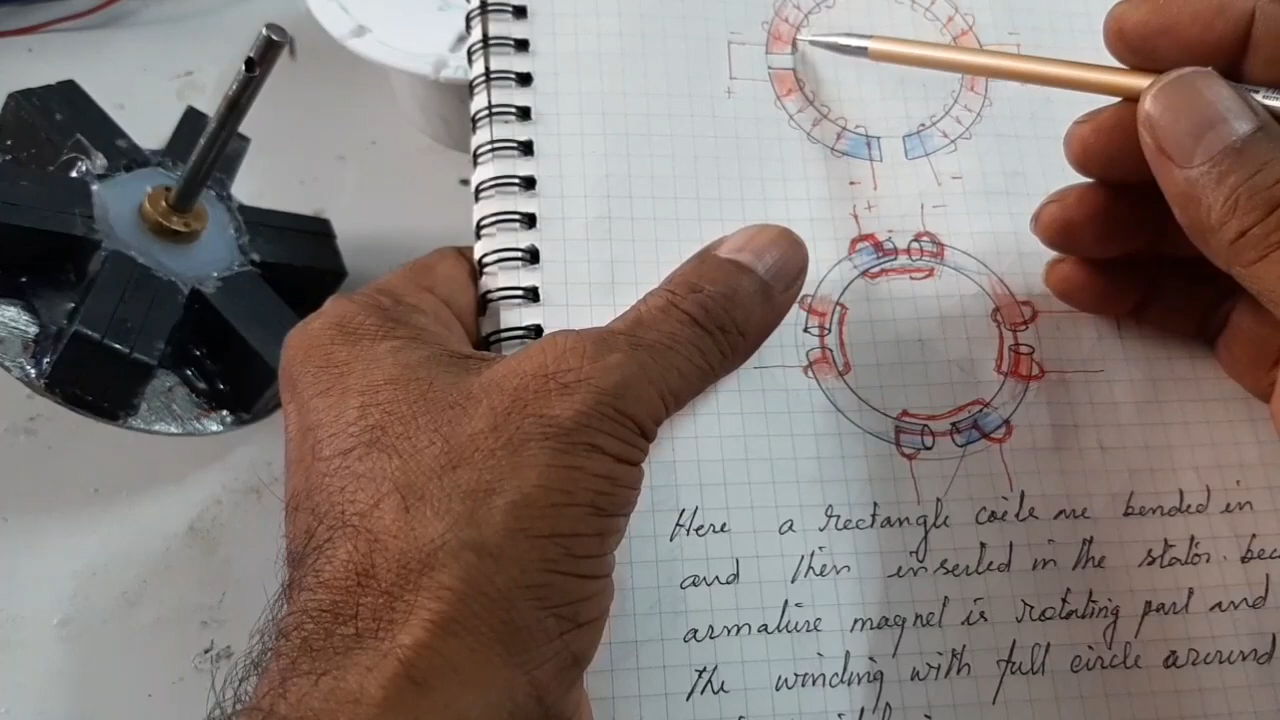 Here a rectangle coile are bended in
and then inserted in the stator. bec
armature magnet is rotating part and
the winding with full circle around